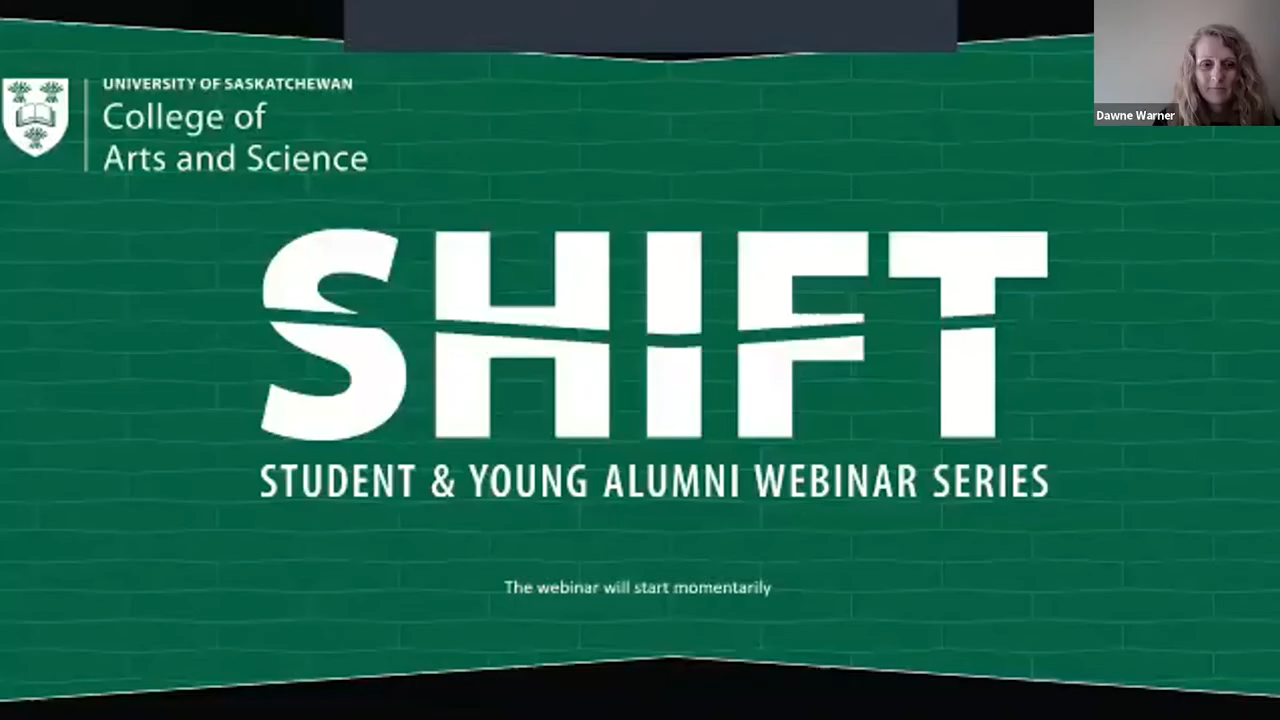 UNIVERSITY OF SASKATCHEWAN
College of
Arts and Science
Dawne Warner
SHIFT
STUDENT & YOUNG ALUMNI WEBINAR SERIES
The webinar will start momentarily